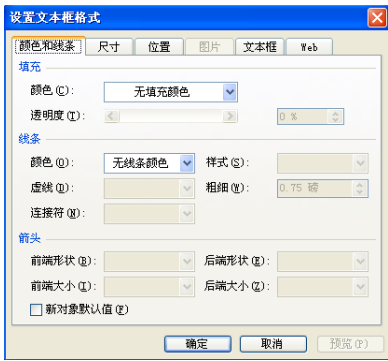 设置文本框格式
颜色和线条 尺寸 位置 图片 文本框 Web
填充
颜色(C): 无填充颜色
透明度(T): 0 %
线条
颜色(O): 无线条颜色 样式(S):
虚线(D): 粗细(W): 0.75 磅
连接符(N):
箭头
前端形状(B): 后端形状(E):
前端大小(I): 后端大小(Z):
新对象默认值(F)
确定 取消 预览(P)